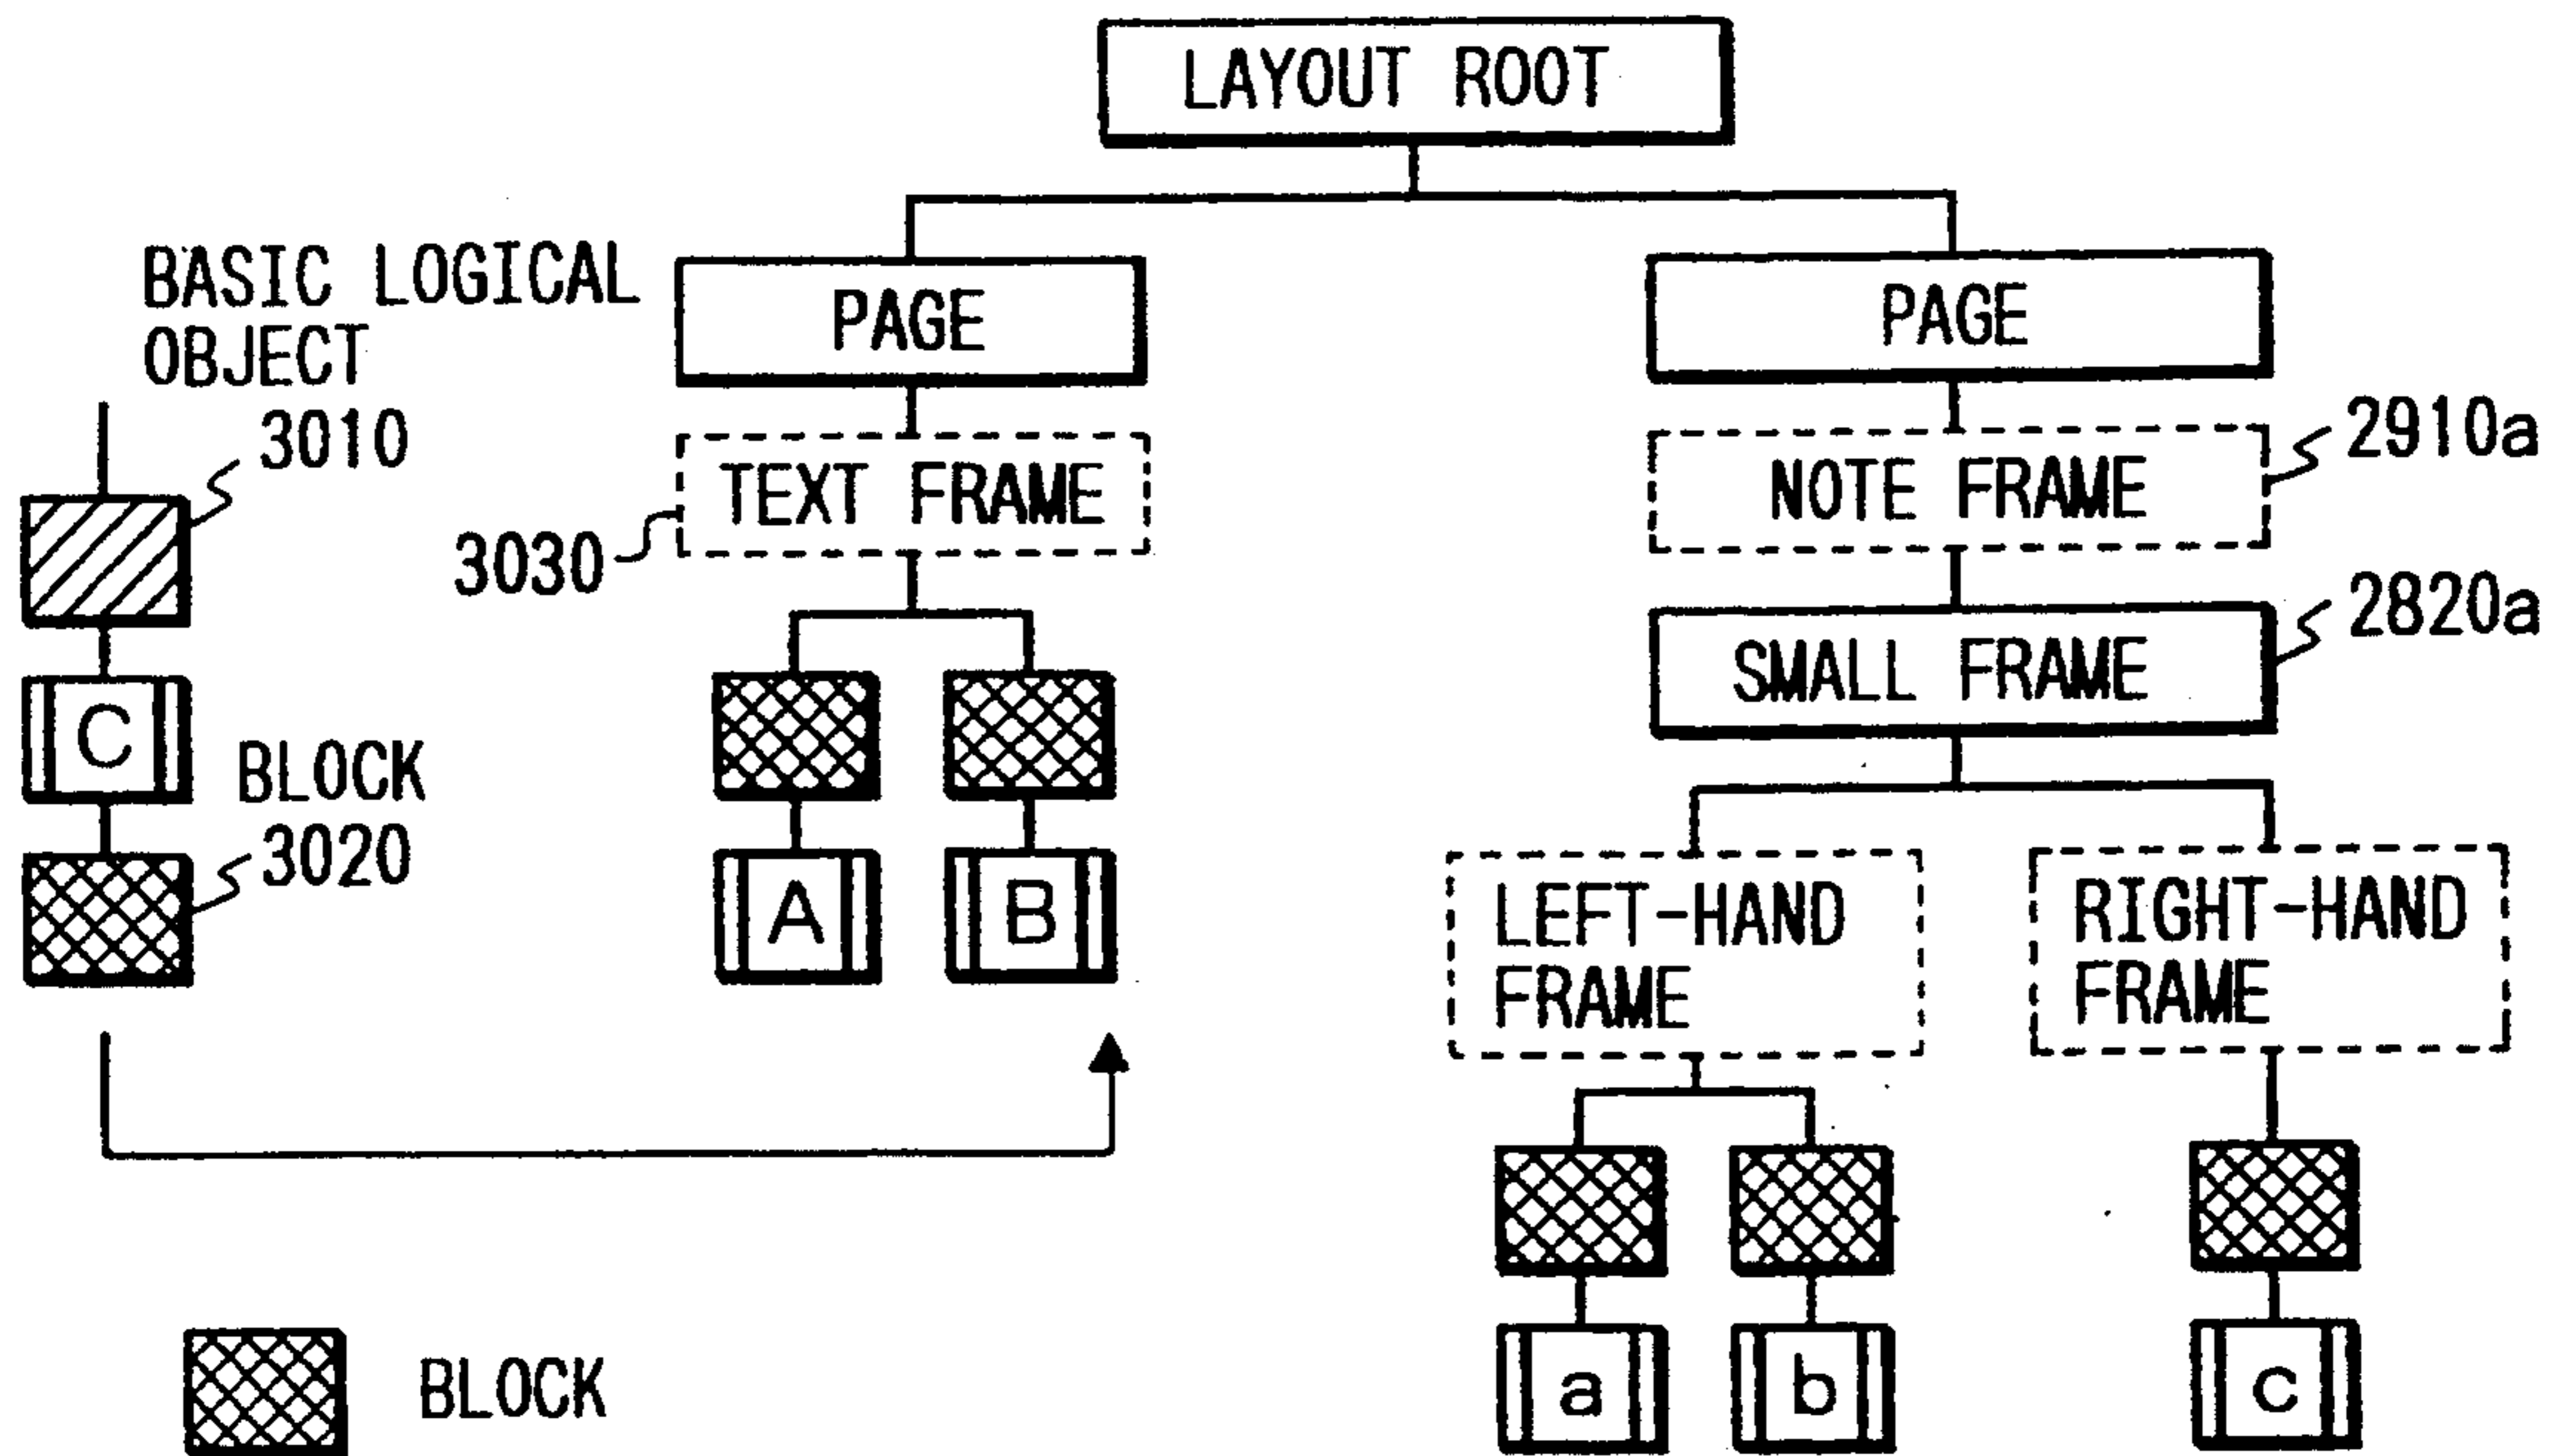 LAYOUT ROOT
BASIC LOGICAL
OBJECT
3010
PAGE
PAGE
TEXT FRAME
3030
NOTE FRAME
2910a
SMALL FRAME
2820a
C
BLOCK
3020
A
B
LEFT-HAND
FRAME
RIGHT-HAND
FRAME
a
b
c
BLOCK